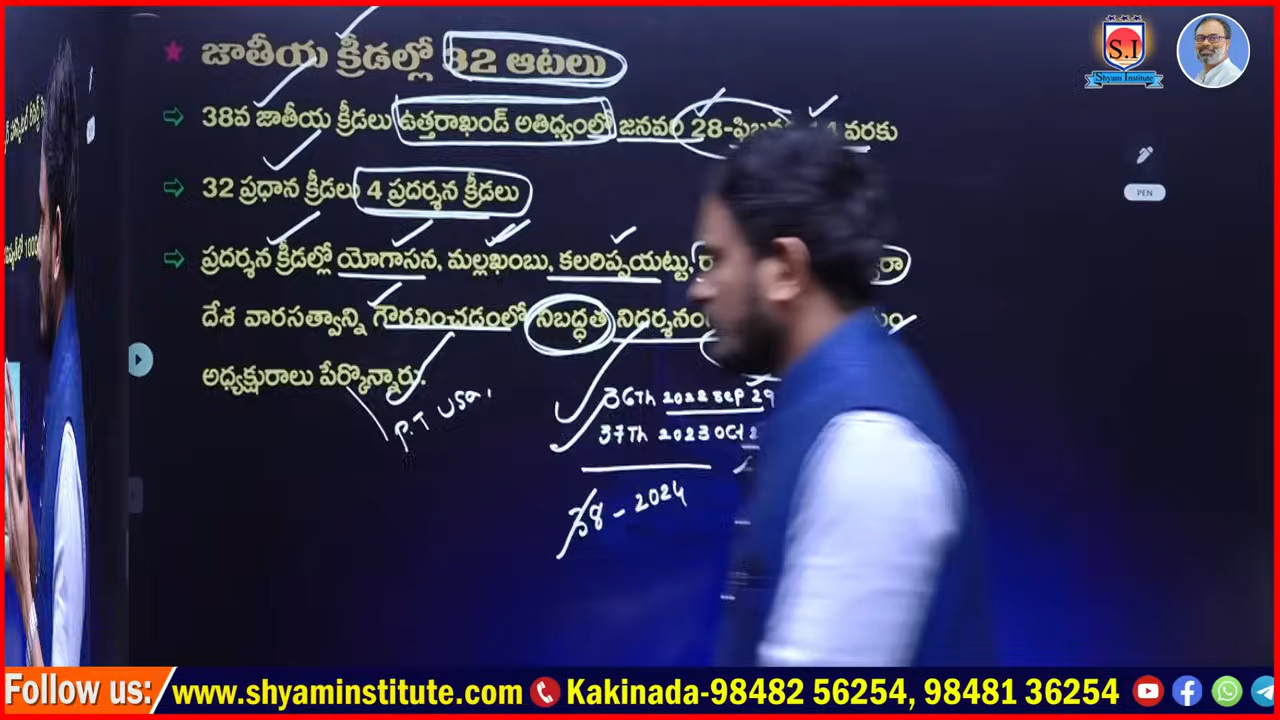 జాతీయ క్రీడల్లో 32 ఆటలు
38వ జాతీయ క్రీడలు ఉత్తరాఖండ్ అతిధ్యంలో జనవరి 28-ఫిబ్రవరి 14 వరకు
32 ప్రధాన క్రీడలు 4 ప్రదర్శన క్రీడలు
ప్రదర్శన క్రీడల్లో యోగాసన, మల్లఖంబు, కలరిప్పయట్టు,
దేశ వారసత్వాన్ని గౌరవించడంలో నిబద్ధత నిదర్శనం
అధ్యక్షురాలు పేర్కొన్నారు.
P.T USA.
36Th 2022 Sep 29
37Th 2023 Oct 2
38 - 2024
S.I
Shyam Institute
PEN
Follow us: www.shyaminstitute.com Kakinada-98482 56254, 98481 36254